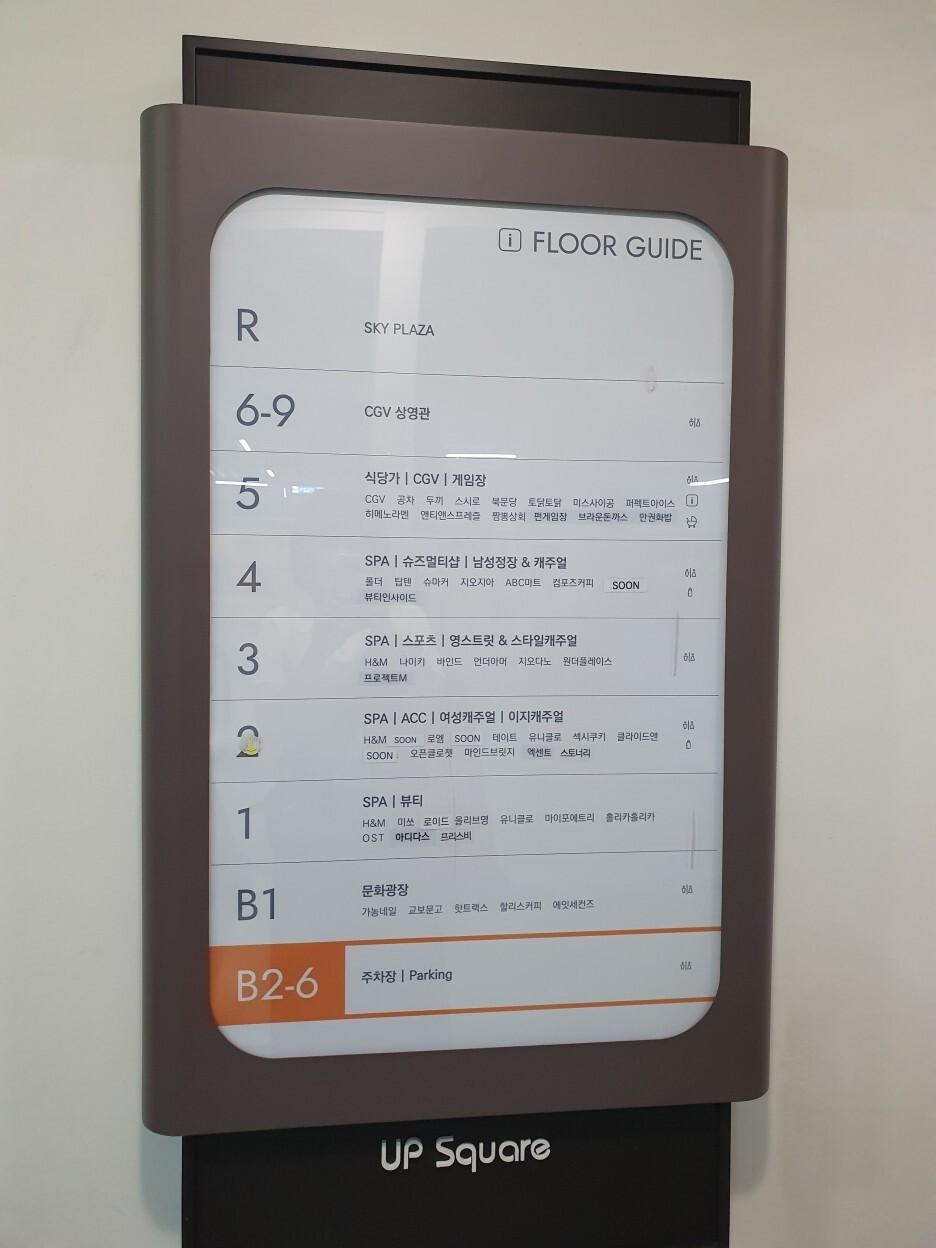 FLOOR GUIDE
R SKY PLAZA
6-9 CGV 상영관
5 식당가 | CGV | 게임장
CGV 공차 두끼 스시로 북문당 토닭토닭 미스사이공 퍼펙트아이스
히메노라멘 앤티앤스프레즐 짬뽕상회 펀게임장 브라운돈까스 만권화밥
4 SPA | 슈즈멀티샵 | 남성정장 & 캐주얼
폴더 탑텐 슈마커 지오지아 ABC마트 컴포즈커피 SOON
뷰티인사이드
3 SPA | 스포츠 | 영스트릿 & 스타일캐주얼
H&M 나이키 바인드 언더아머 지오다노 원더플레이스
프로젝트M
2 SPA | ACC | 여성캐주얼 | 이지캐주얼
H&M SOON 로엠 SOON 테이트 유니클로 섹시쿠키 클라이드앤
SOON 오픈클로젯 마인드브릿지 엑센트 스토너리
1 SPA | 뷰티
H&M 미쏘 로이드 올리브영 유니클로 마이포에트리 홀리카홀리카
OST 아디다스 프리스비
B1 문화광장
가농네일 교보문고 핫트랙스 할리스커피 에잇세컨즈
B2-6 주차장 | Parking
UP Square